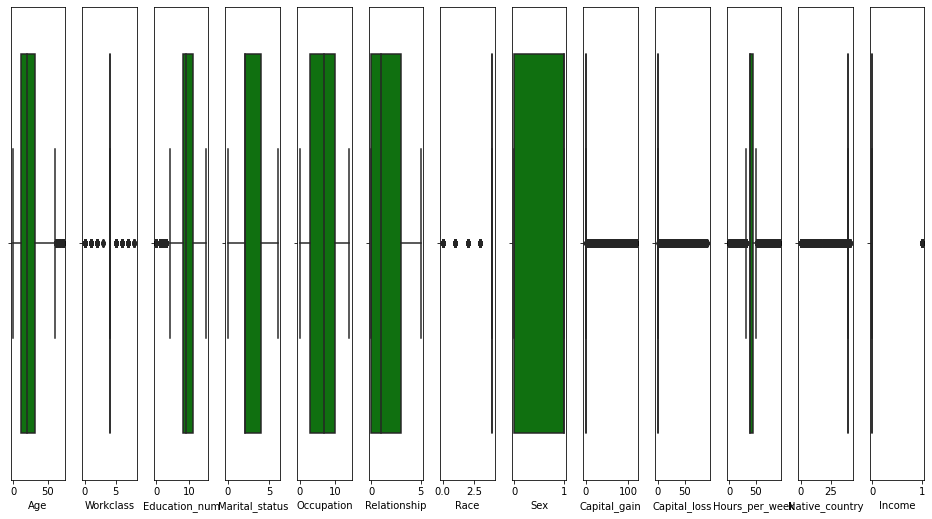 0 50 0 5 0 10 0 5 0 10 0 5 0.0 2.5 0 1 0 100 0 50 0 50 0 25 0 1
Age Workclass Education_num Marital_status Occupation Relationship Race Sex Capital_gain Capital_loss Hours_per_week Native_country Income